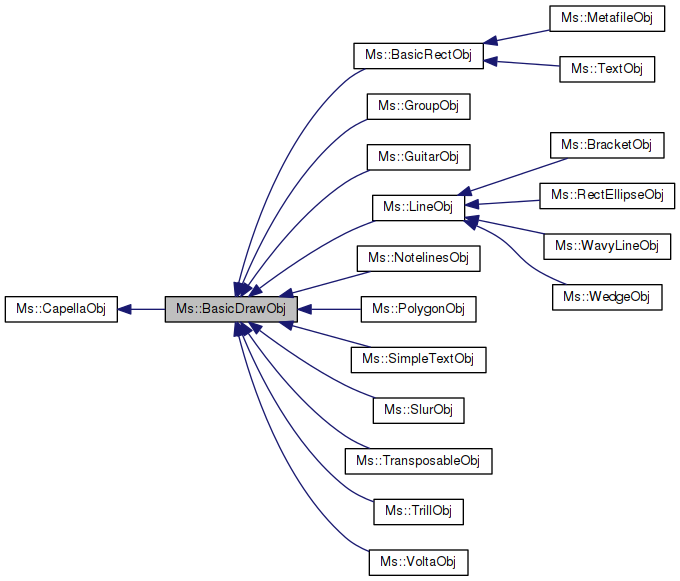 Ms::MetafileObj
Ms::BasicRectObj
Ms::TextObj
Ms::GroupObj
Ms::BracketObj
Ms::GuitarObj
Ms::RectEllipseObj
Ms::LineObj
Ms::WavyLineObj
Ms::NotelinesObj
Ms::WedgeObj
Ms::CapellaObj
Ms::BasicDrawObj
Ms::PolygonObj
Ms::SimpleTextObj
Ms::SlurObj
Ms::TransposableObj
Ms::TrillObj
Ms::VoltaObj